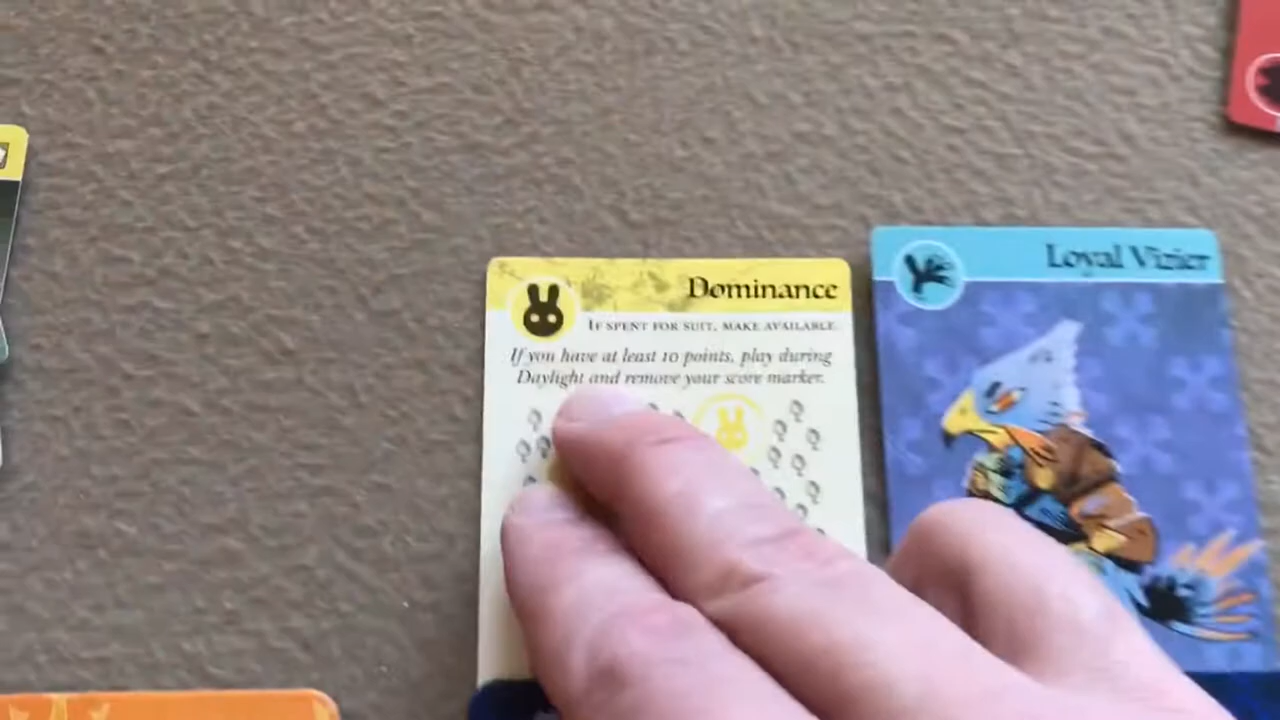 Dominance
IF SPENT FOR SUIT, MAKE AVAILABLE.
If you have at least 10 points, play during
Daylight and remove your score marker.
Loyal Vizier